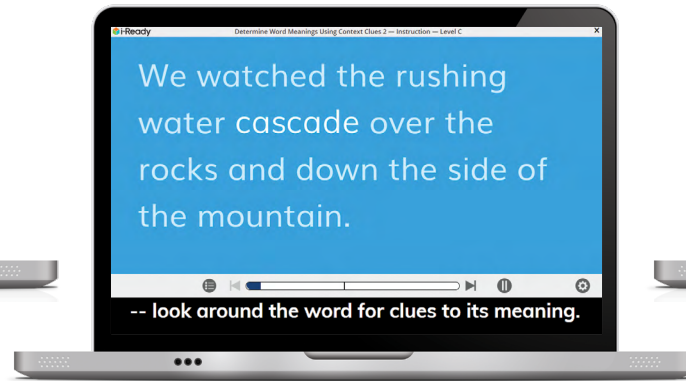 i-Ready
Determine Word Meanings Using Context Clues 2 — Instruction — Level C
X
We watched the rushing
water cascade over the
rocks and down the side of
the mountain.
-- look around the word for clues to its meaning.